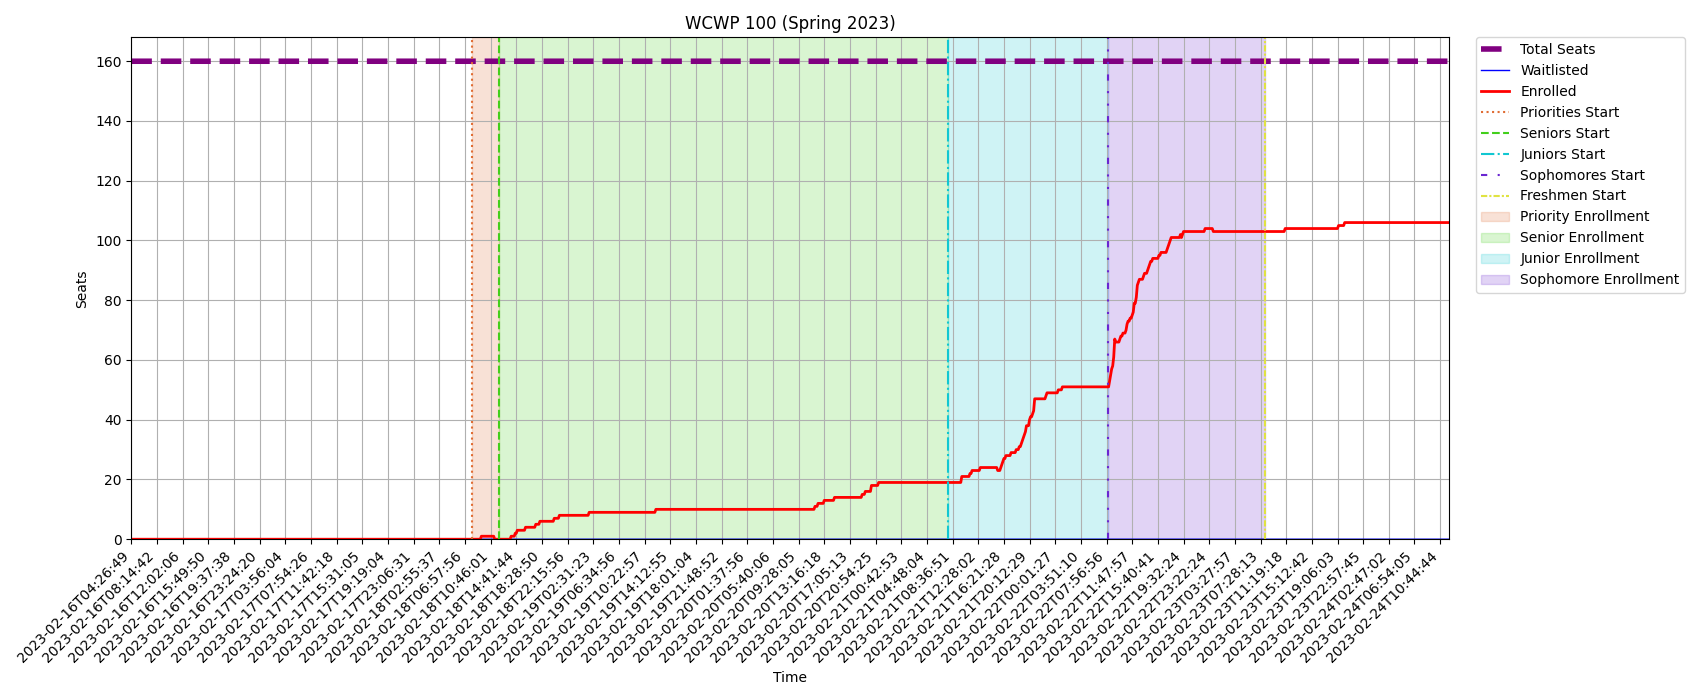 WCWP 100 (Spring 2023)
Seats
160
140
120
100
80
60
40
20
0
2023-02-16T04:26:49
2023-02-16T08:14:42
2023-02-16T12:02:06
2023-02-16T15:49:50
2023-02-16T19:37:38
2023-02-16T23:24:20
2023-02-17T03:56:04
2023-02-17T07:54:26
2023-02-17T11:42:18
2023-02-17T15:31:05
2023-02-17T19:19:04
2023-02-17T23:06:31
2023-02-18T02:55:37
2023-02-18T06:57:56
2023-02-18T10:46:01
2023-02-18T14:41:44
2023-02-18T18:28:50
2023-02-18T22:15:56
2023-02-19T02:31:23
2023-02-19T06:34:56
2023-02-19T10:22:57
2023-02-19T14:12:55
2023-02-19T18:01:04
2023-02-19T21:48:52
2023-02-20T01:37:56
2023-02-20T05:40:06
2023-02-20T09:28:05
2023-02-20T13:16:18
2023-02-20T17:05:13
2023-02-20T20:54:25
2023-02-21T00:42:53
2023-02-21T04:48:04
2023-02-21T08:36:51
2023-02-21T12:28:02
2023-02-21T16:21:28
2023-02-21T20:12:29
2023-02-22T00:01:27
2023-02-22T03:51:10
2023-02-22T07:56:56
2023-02-22T11:47:57
2023-02-22T15:40:41
2023-02-22T19:32:24
2023-02-22T23:22:24
2023-02-23T03:27:57
2023-02-23T07:28:13
2023-02-23T11:19:18
2023-02-23T15:12:42
2023-02-23T19:06:03
2023-02-23T22:57:45
2023-02-24T02:47:02
2023-02-24T06:54:05
2023-02-24T10:44:44
Time
Total Seats
Waitlisted
Enrolled
Priorities Start
Seniors Start
Juniors Start
Sophomores Start
Freshmen Start
Priority Enrollment
Senior Enrollment
Junior Enrollment
Sophomore Enrollment